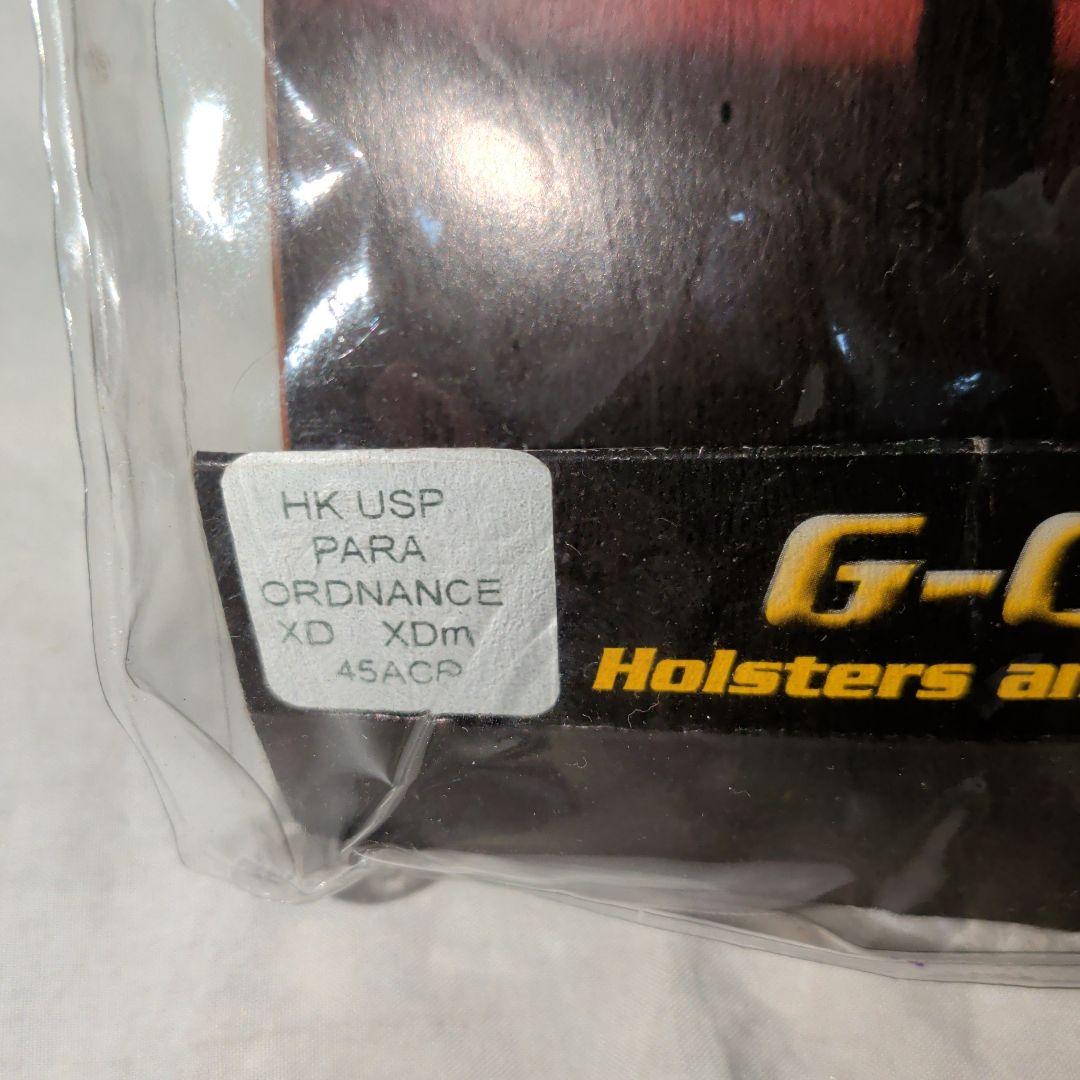 HK USP
PARA
ORDNANCE
XD XDm
45ACP
G-
Holsters